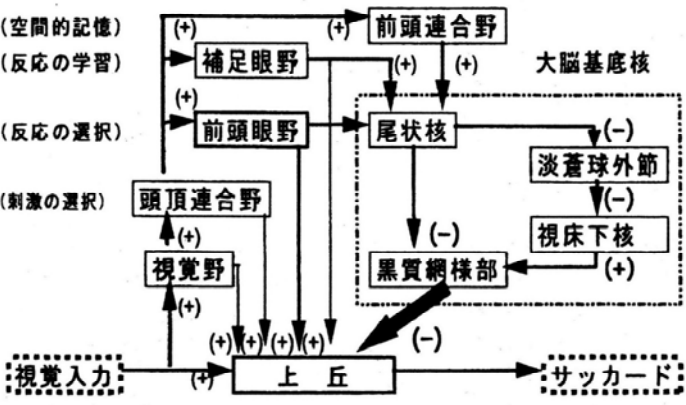 (空間的記憶)
(+)
(+)
前頭連合野
(反応の学習)
(+)
補足眼野
(+)
(+)
大脳基底核
(+)
(反応の選択)
前頭眼野
尾状核
(-)
淡蒼球外節
(刺激の選択)
頭頂連合野
(-)
(+)
(-)
視床下核
視覚野
黒質網様部
(+)
(+)
(+)
(+)
(+)
(+)
(-)
視覚入力
(+)
上 丘
サッカード